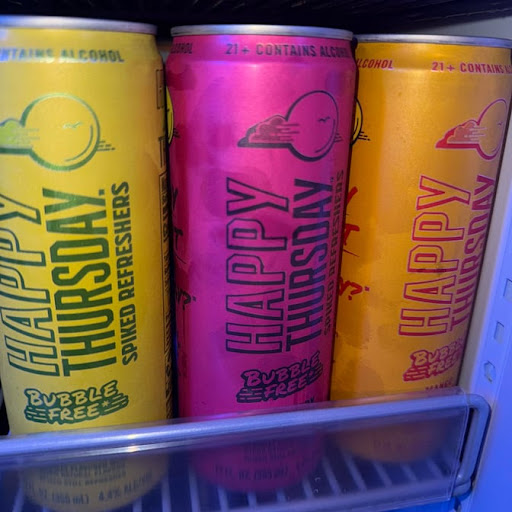 CONTAINS ALCOHOL
HAPPY
THURSDAY
SPIKED REFRESHERS
BUBBLE
FREE*
21+ CONTAINS ALCOHOL
HAPPY
THURSDAY
SPIKED REFRESHERS
BUBBLE
FREE*
ALCOHOL
21+ CONTAINS
HAPPY
THURSDAY
BUBBLE
FREE*